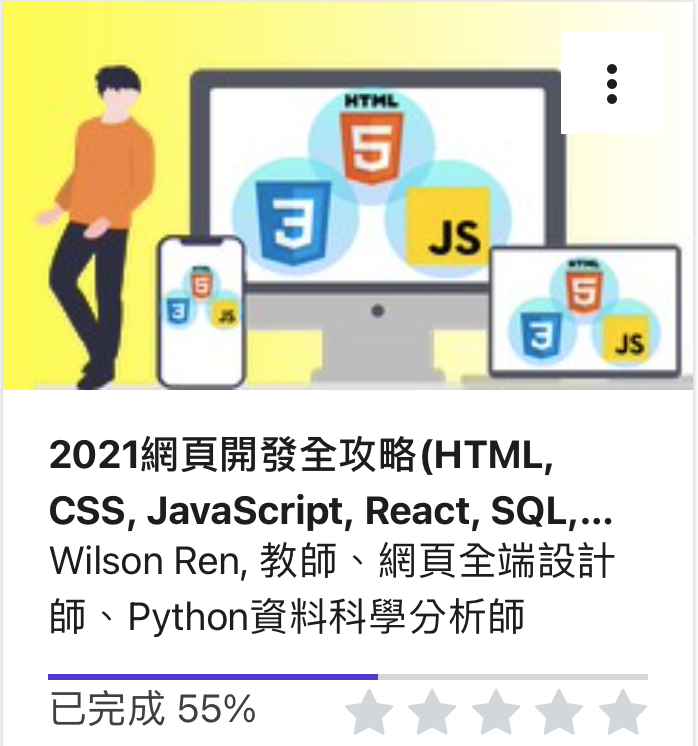 HTML
5
3
JS
HTML
5
3
JS
HTML
5
3
JS
2021網頁開發全攻略(HTML,
CSS, JavaScript, React, SQL,...
Wilson Ren, 教師、網頁全端設計
師、Python資料科學分析師
已完成 55%